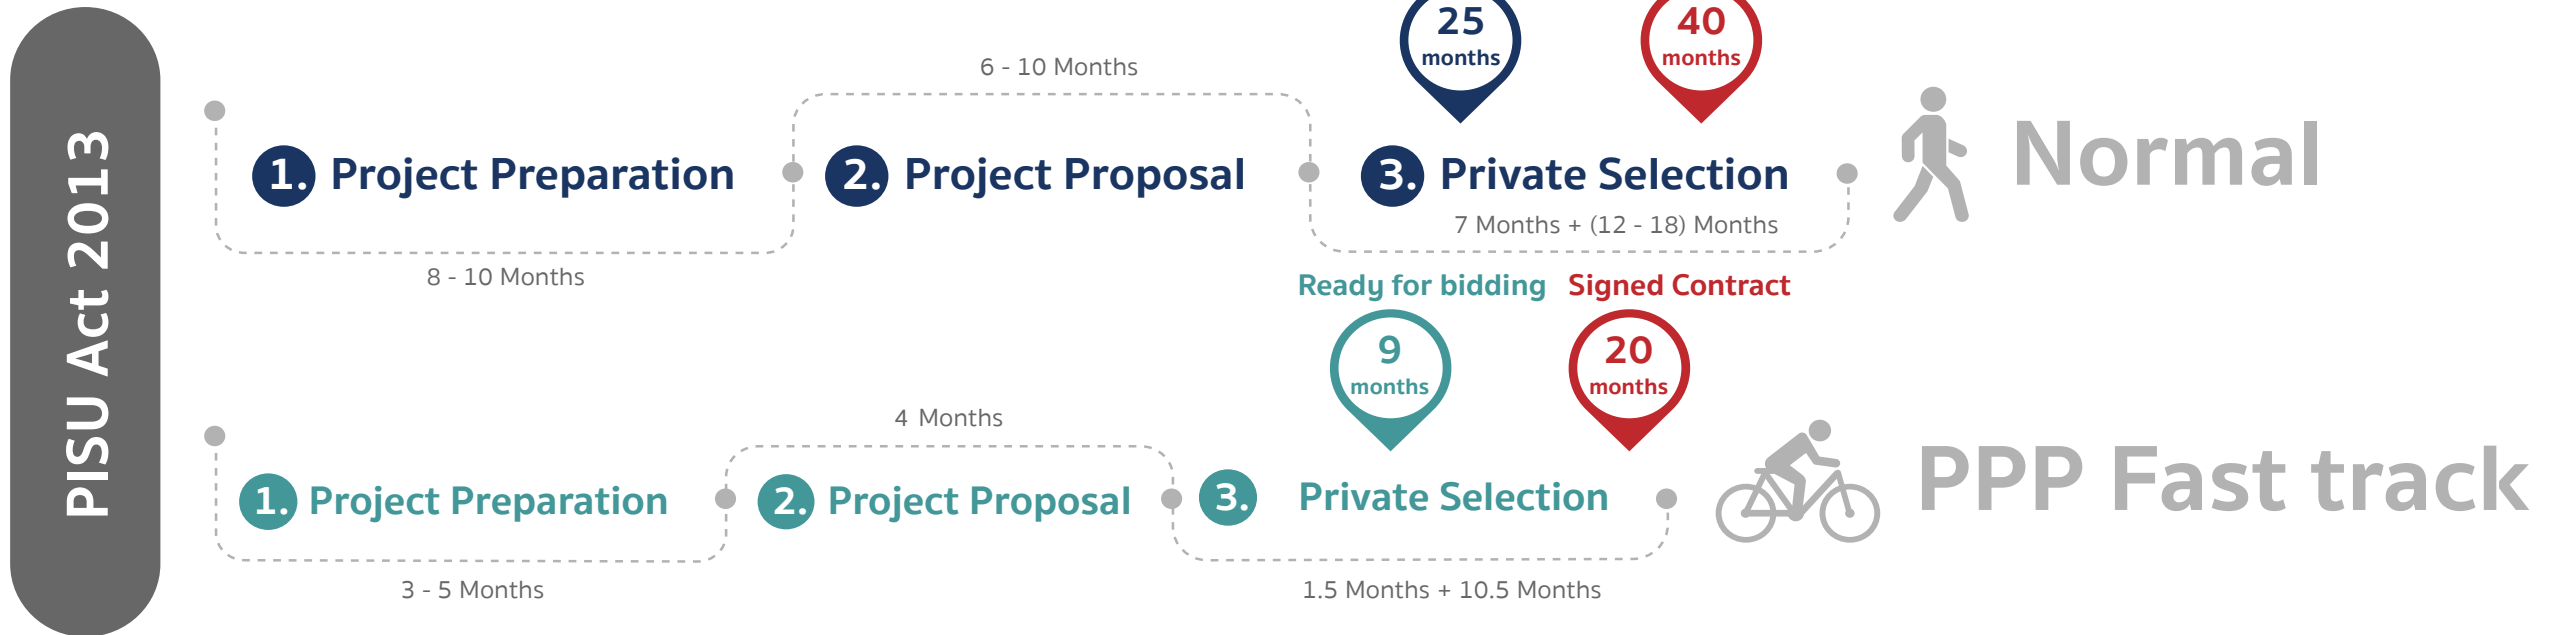 PISU Act 2013
25
months
40
months
6 - 10 Months
1. Project Preparation
2. Project Proposal
3. Private Selection
Normal
7 Months + (12 - 18) Months
8 - 10 Months
Ready for bidding
Signed Contract
9
months
20
months
4 Months
1. Project Preparation
2. Project Proposal
3. Private Selection
PPP Fast track
3 - 5 Months
1.5 Months + 10.5 Months